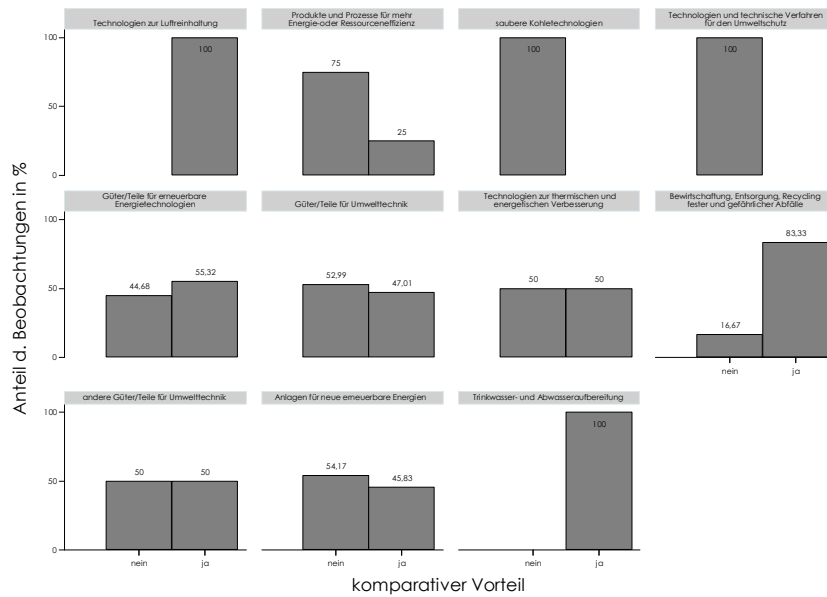 Technologien zur Luftreinhaltung
Produkte und Prozesse für mehr
Energie-oder Ressourceneffizienz
saubere Kohletechnologien
Technologien und technische Verfahren
für den Umweltschutz
100
50
0
100
75
25
100
100
Güter/Teile für erneuerbare
Energietechnologien
Güter/Teile für Umwelttechnik
Technologien zur thermischen und
energetischen Verbesserung
Bewirtschaftung, Entsorgung, Recycling
fester und gefährlicher Abfälle
100
50
0
44,68
55,32
52,99
47,01
50
50
16,67
83,33
nein
ja
andere Güter/Teile für Umwelttechnik
Anlagen für neue erneuerbare Energien
Trinkwasser- und Abwasseraufbereitung
100
50
0
50
50
54,17
45,83
100
nein
ja
nein
ja
nein
ja
Anteil d. Beobachtungen in %
komparativer Vorteil